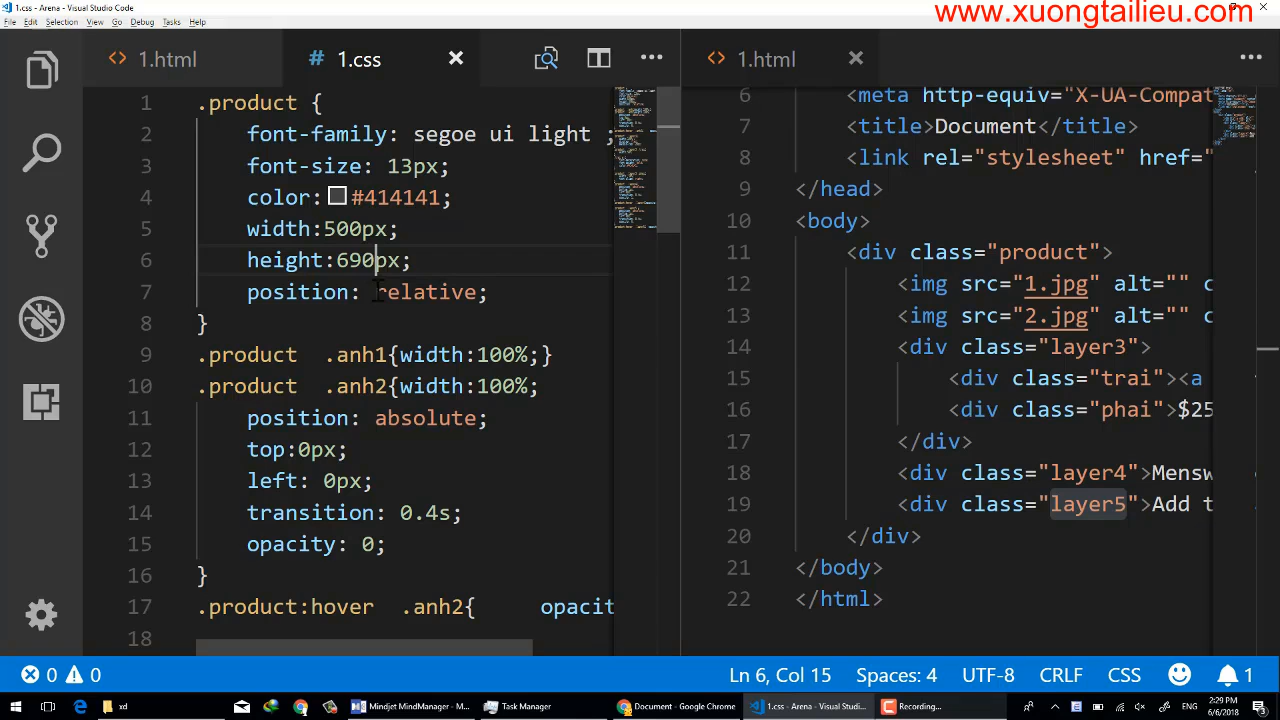 1.css - Arena - Visual Studio Code
www.xuongtailieu.com
File Edit Selection View Go Debug Tasks Help
1.html
1.css
1.html
1 .product {
2 font-family: segoe ui light ;
3 font-size: 13px;
4 color: #414141;
5 width:500px;
6 height:690px;
7 position: relative;
8 }
9 .product .anh1{width:100%;}
10 .product .anh2{width:100%;
11 position: absolute;
12 top:0px;
13 left: 0px;
14 transition: 0.4s;
15 opacity: 0;
16 }
17 .product:hover .anh2{ opacit
18
6 <meta http-equiv="X-UA-Compat
7 <title>Document</title>
8 <link rel="stylesheet" href="
9 </head>
10 <body>
11 <div class="product">
12 <img src="1.jpg" alt="" c
13 <img src="2.jpg" alt="" c
14 <div class="layer3">
15 <div class="trai"><a
16 <div class="phai">$25
17 </div>
18 <div class="layer4">Mensw
19 <div class="layer5">Add t
20 </div>
21 </body>
22 </html>
0 0 Ln 6, Col 15 Spaces: 4 UTF-8 CRLF CSS 1
xd Mindjet MindManager - M... Task Manager Document - Google Chrome 1.css - Arena - Visual Studi... Recording... ENG 2:29 PM
6/6/2018 3